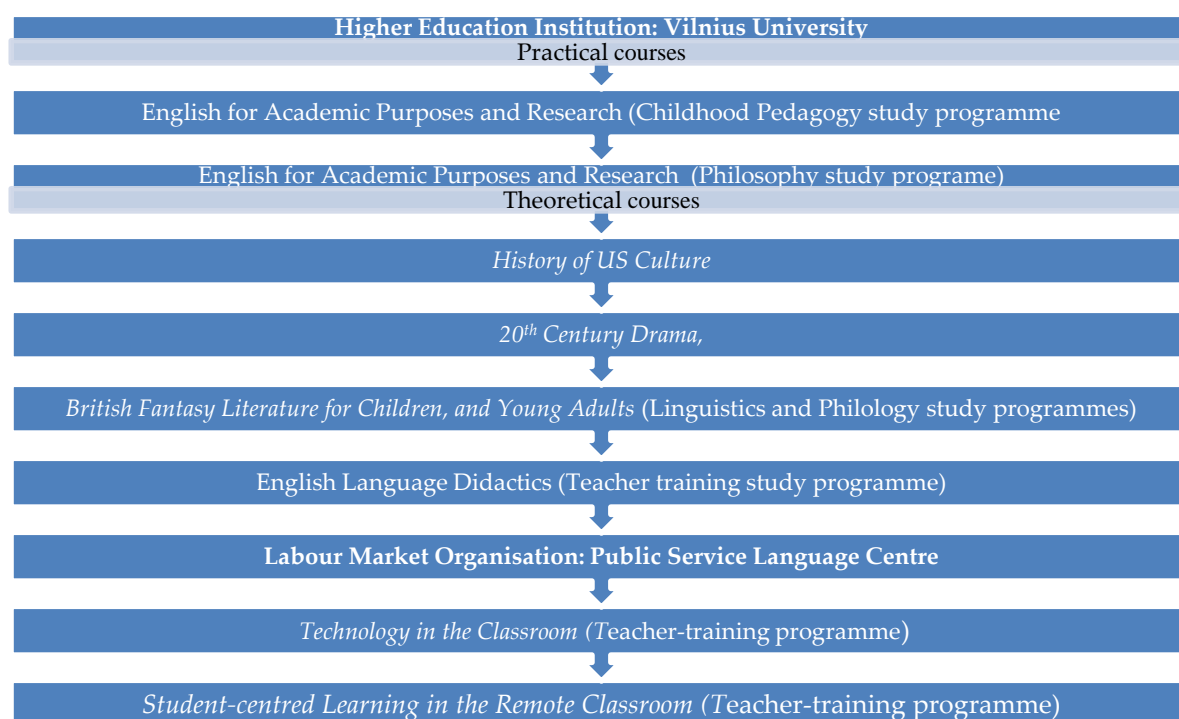 Higher Education Institution: Vilnius University
Practical courses
English for Academic Purposes and Research (Childhood Pedagogy study programme
English for Academic Purposes and Research (Philosophy study programe)
Theoretical courses
History of US Culture
20th Century Drama,
British Fantasy Literature for Children, and Young Adults (Linguistics and Philology study programmes)
English Language Didactics (Teacher training study programme)
Labour Market Organisation: Public Service Language Centre
Technology in the Classroom (Teacher-training programme)
Student-centred Learning in the Remote Classroom (Teacher-training programme)